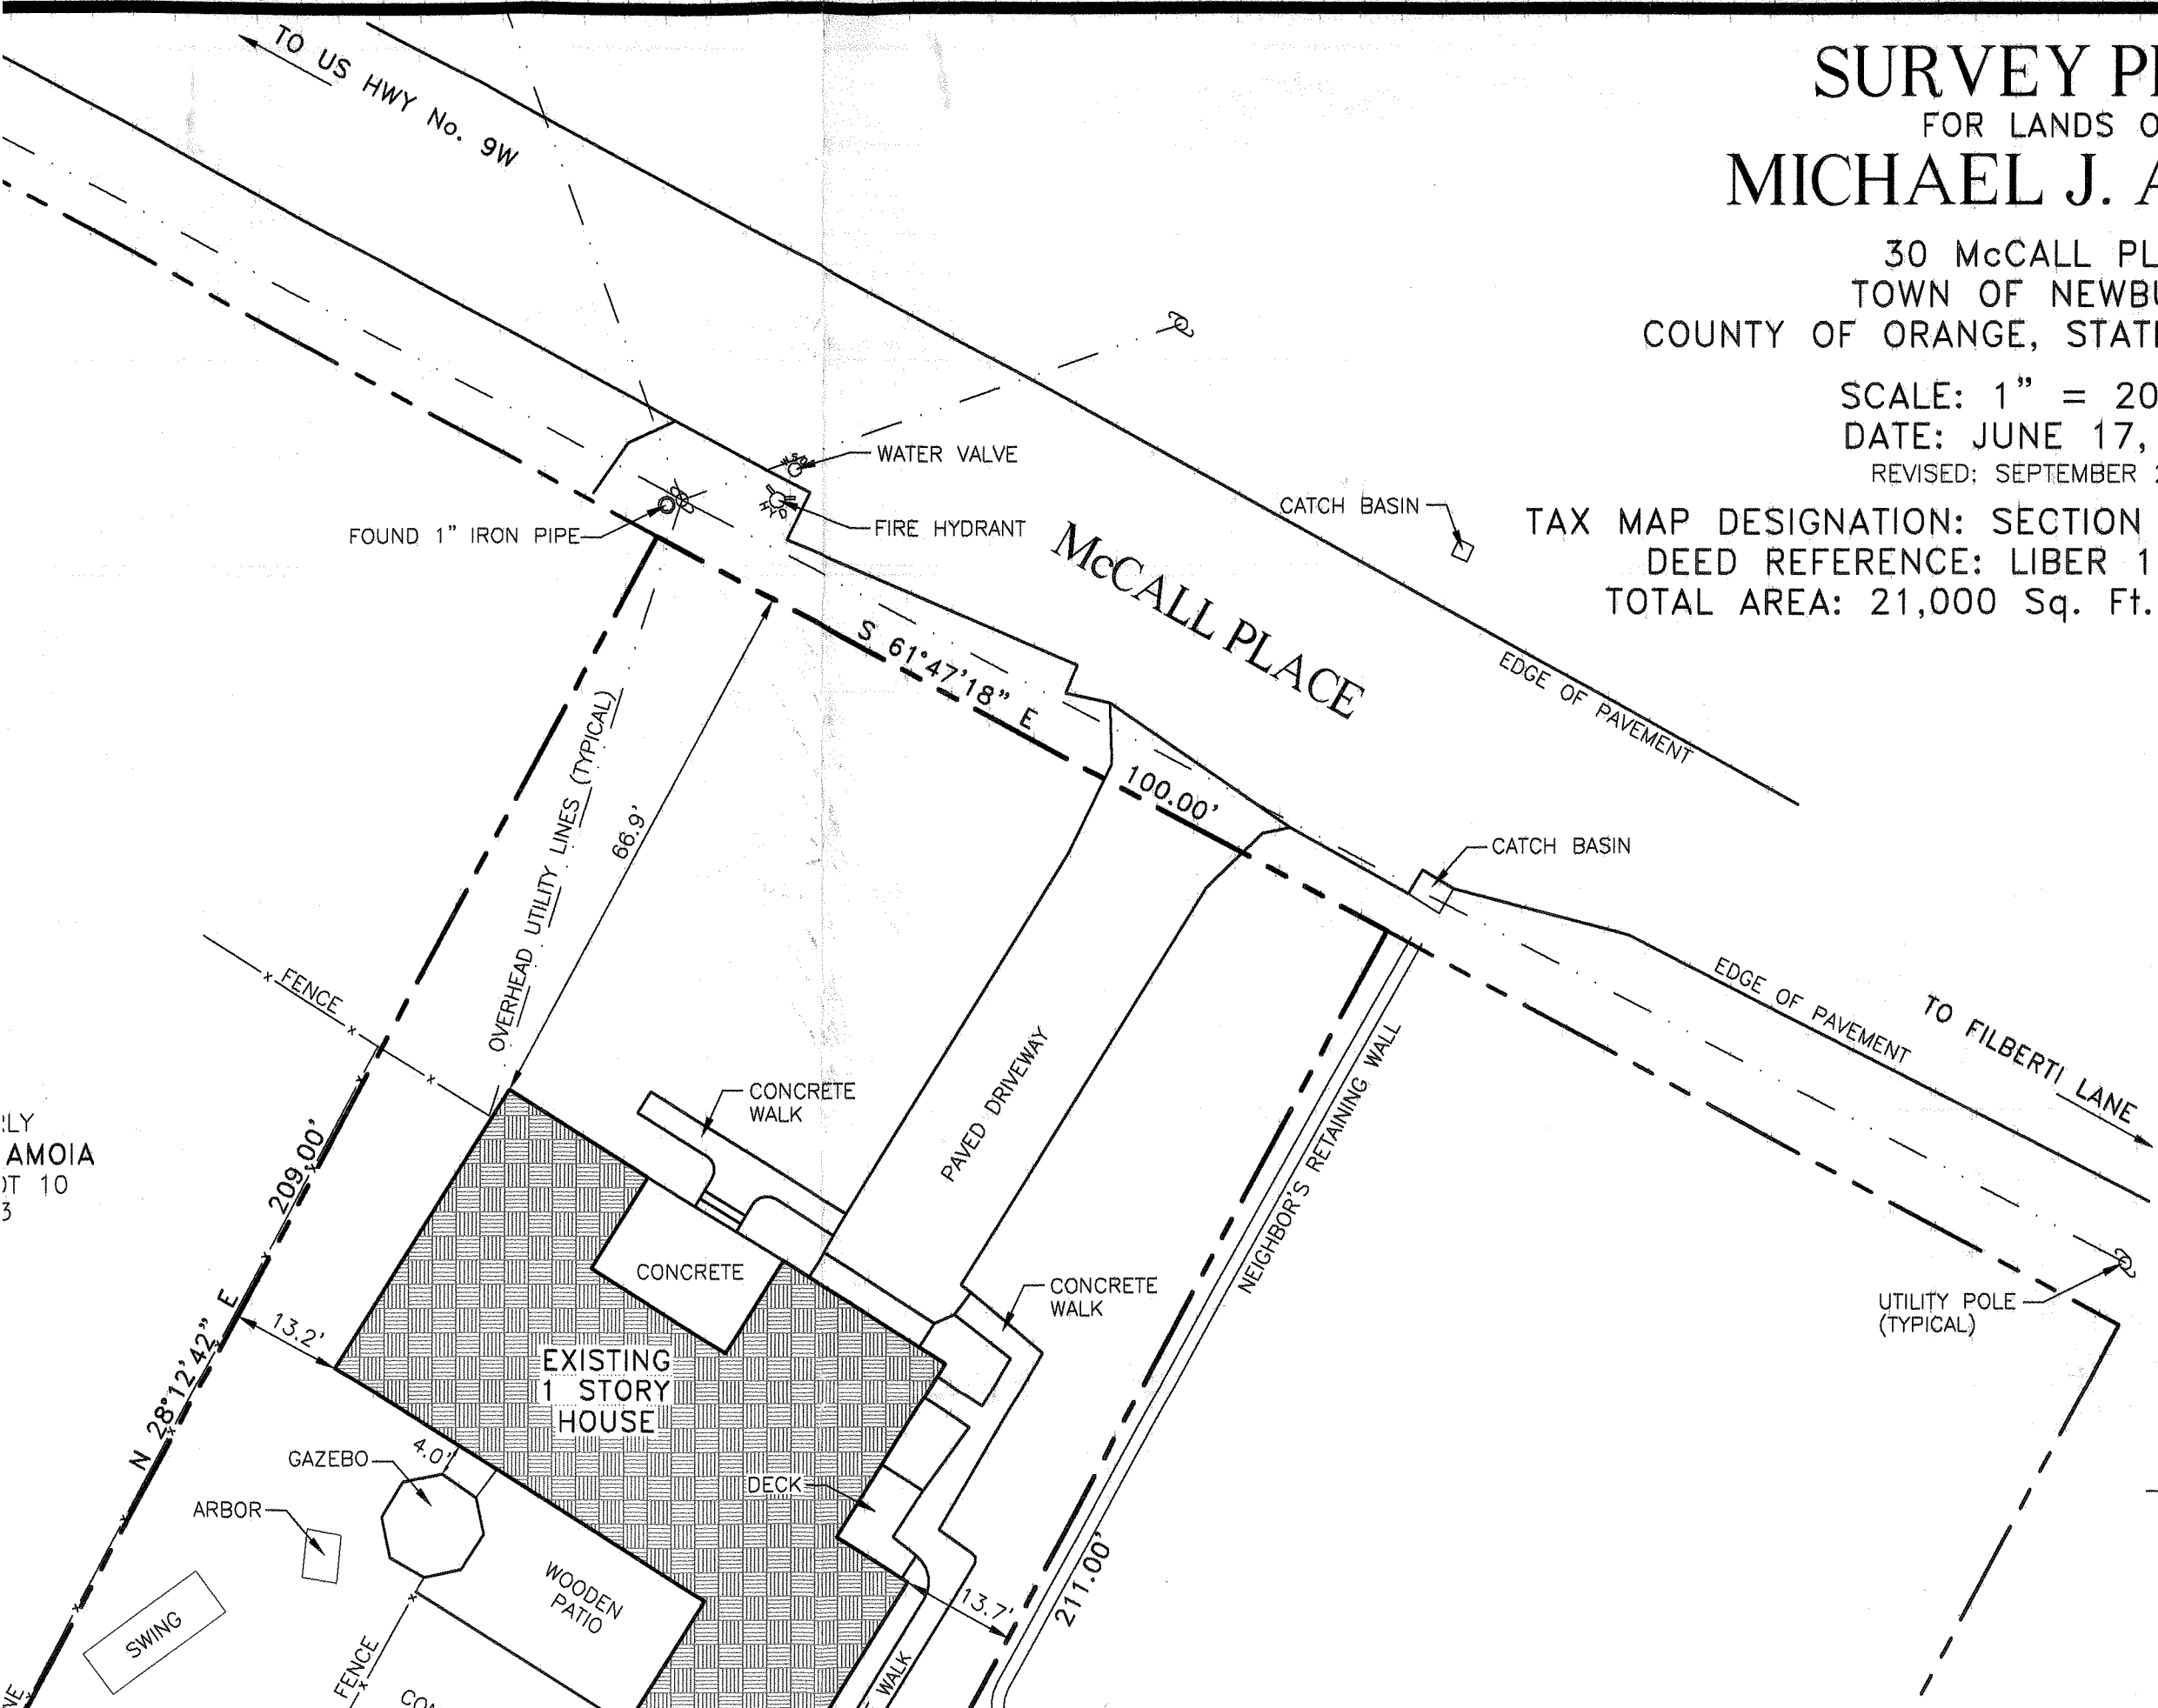 SURVEY
FOR LANDS
MICHAEL J.
30 McCALL
TOWN OF
COUNTY OF ORANGE,
SCALE: 1" = 20
DATE: JUNE 17,
REVISED: SEPTEMBER
TAX MAP DESIGNATION: SECTION
DEED REFERENCE: LIBER 1
TOTAL AREA: 21,000 Sq. Ft.
TO US HWY No. 9W
WATER VALVE
FIRE HYDRANT
HYD
FOUND 1" IRON PIPE
CATCH BASIN
McCALL PLACE
EDGE OF PAVEMENT
S 61°47'18" E
100.00'
OVERHEAD UTILITY LINES (TYPICAL)
66.9'
CATCH BASIN
EDGE OF PAVEMENT
TO FILBERTI LANE
FENCE
CONCRETE
WALK
PAVED DRIVEWAY
NEIGHBOR'S RETAINING WALL
AMOIA
10
209.00'
N 28°12'42" E
13.2'
CONCRETE
CONCRETE
WALK
UTILITY POLE
(TYPICAL)
EXISTING
1 STORY
HOUSE
4.0'
GAZEBO
ARBOR
DECK
SWING
WOODEN
PATIO
13.7'
211.00'
FENCE
WALK